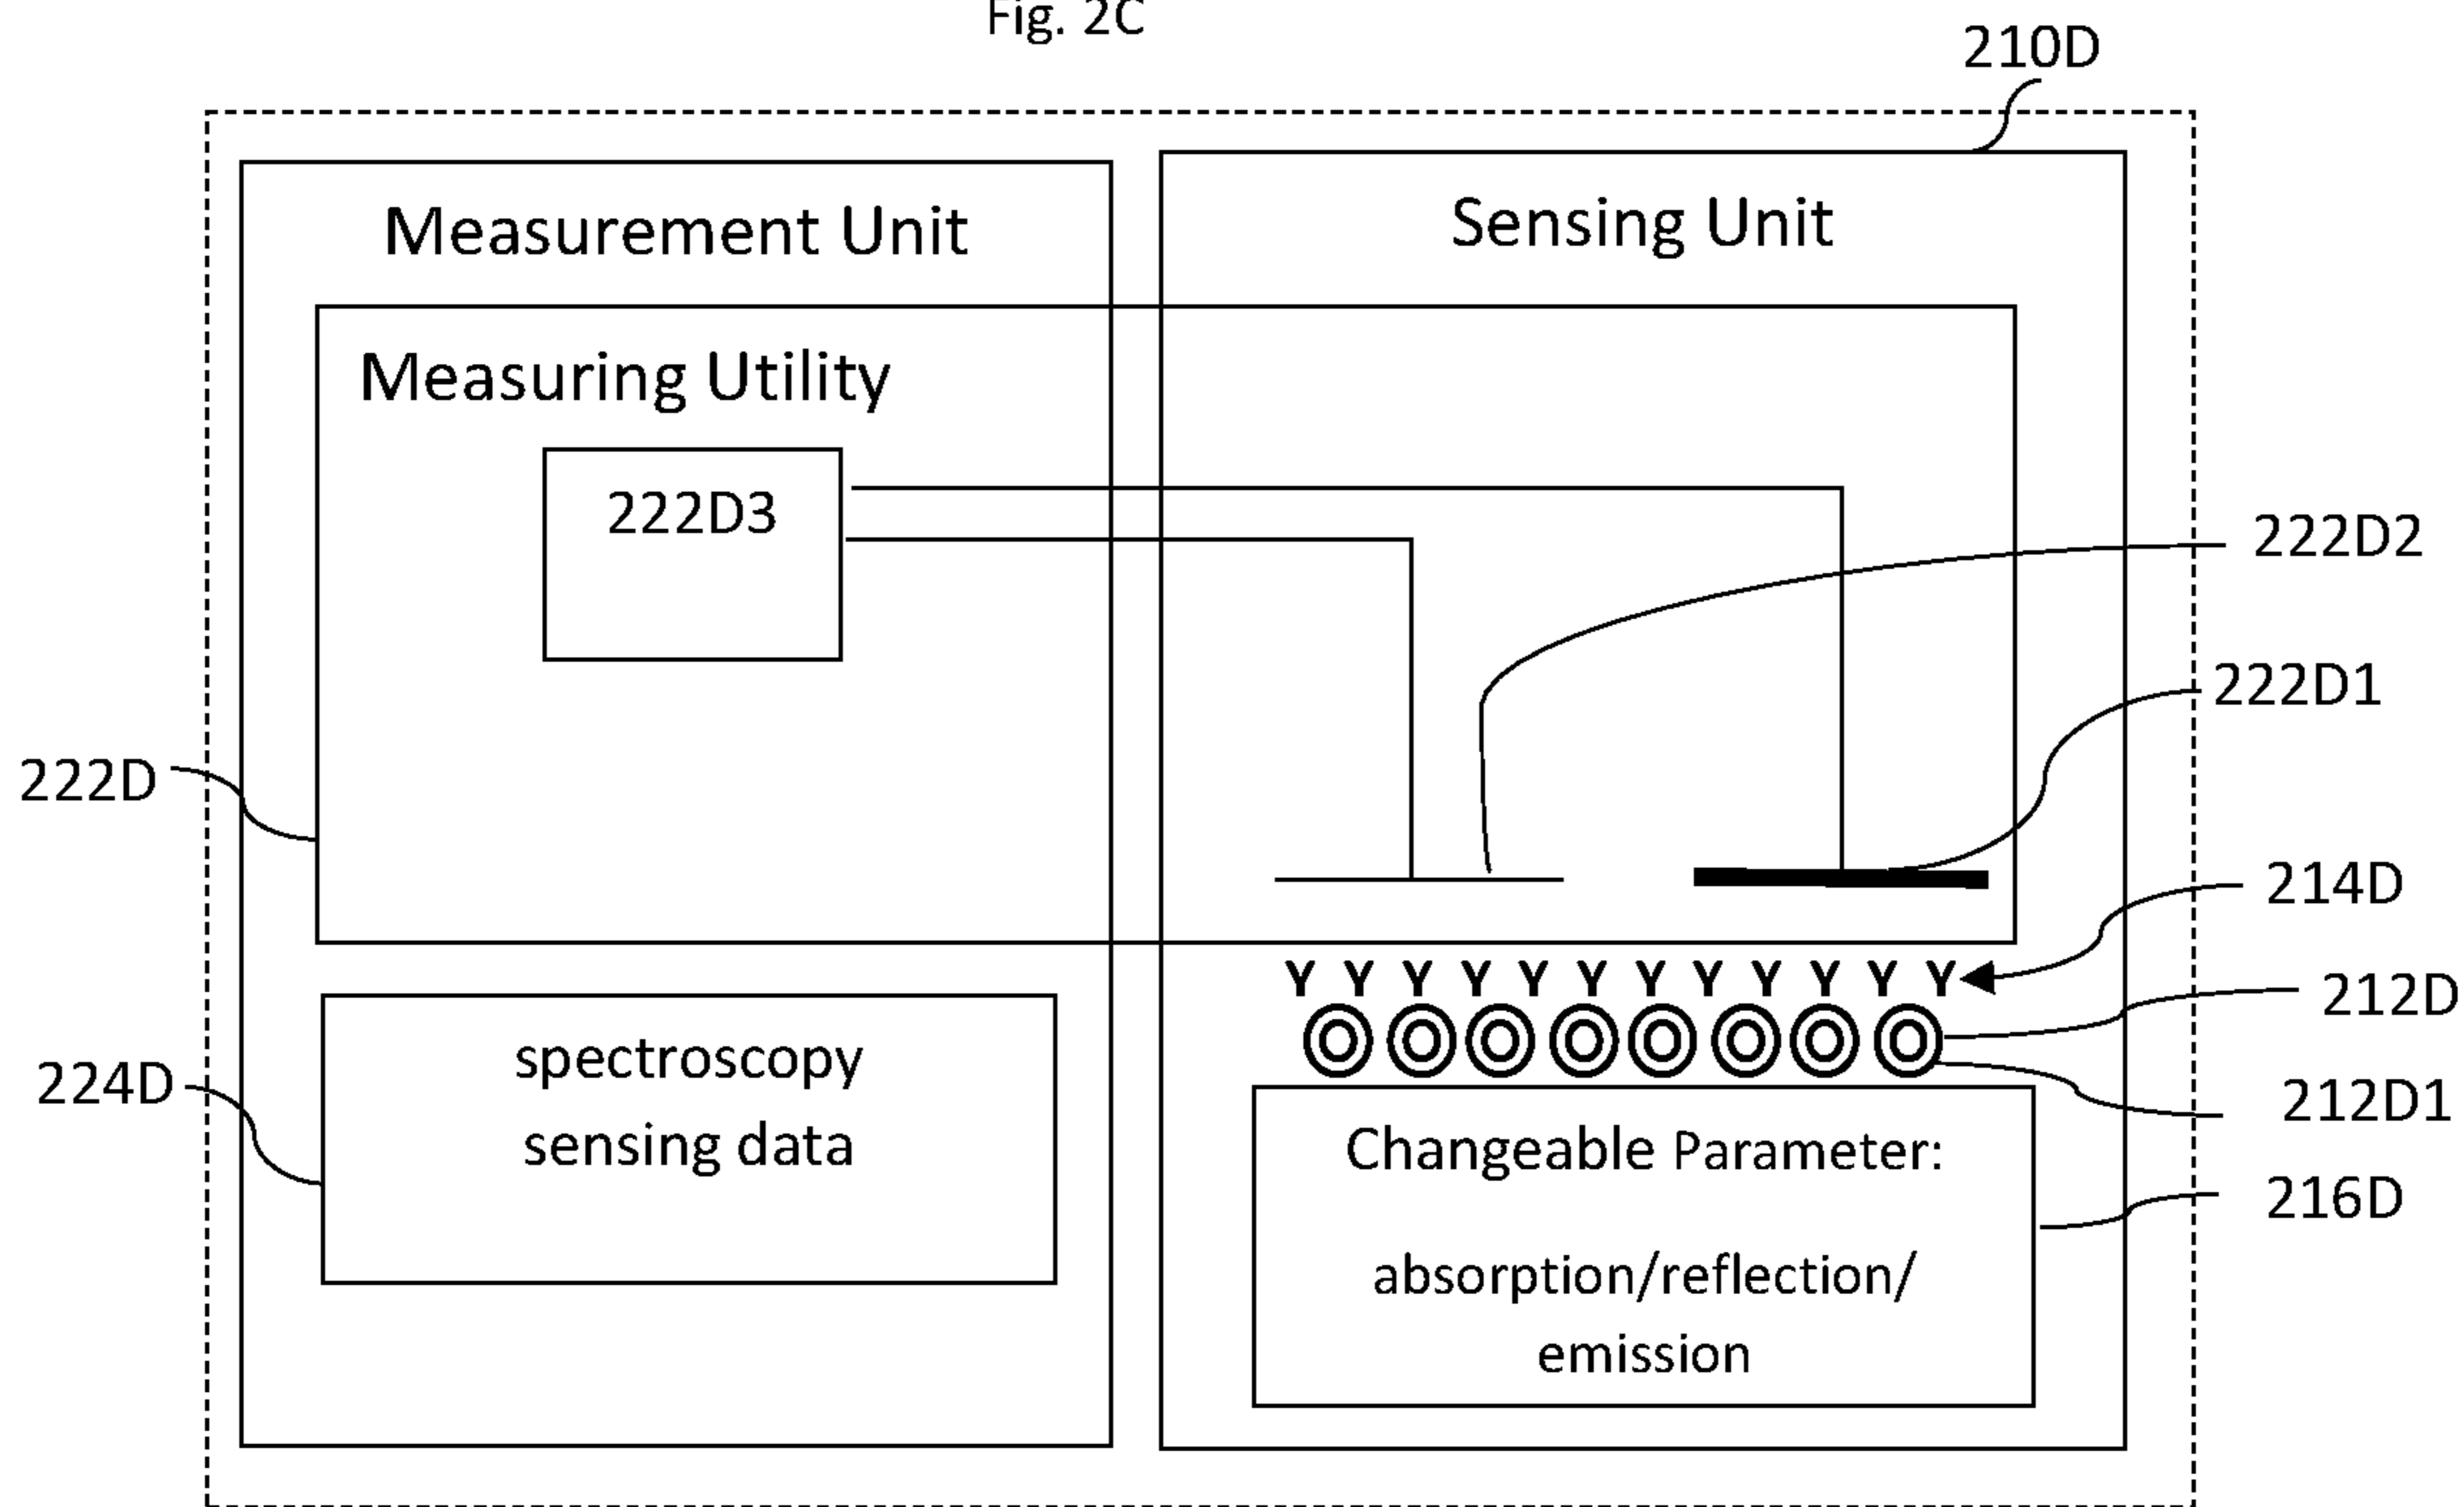 Fig. 2C
210D
Measurement Unit
Sensing Unit
Measuring Utility
222D3
222D2
222D1
222D
214D
Y Y Y Y Y Y Y Y Y Y Y Y
212D
spectroscopy
sensing data
224D
212D1
Changeable Parameter:
216D
absorption/reflection/
emission